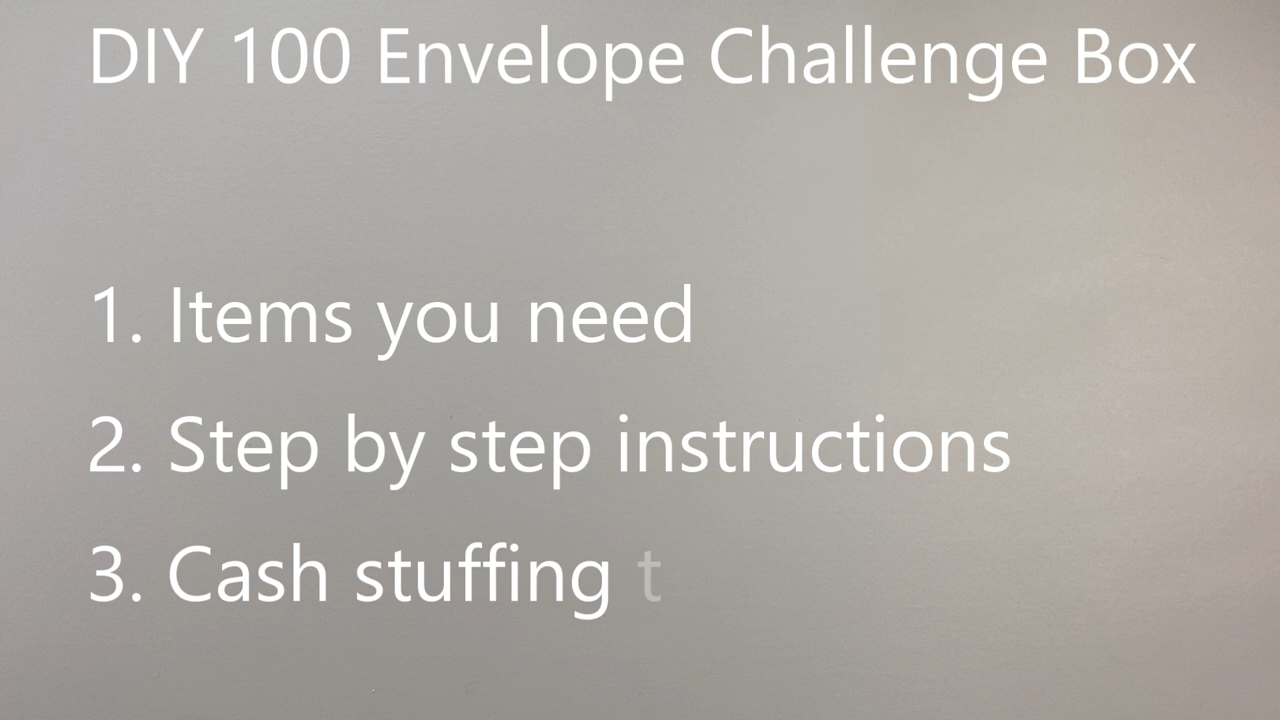 DIY 100 Envelope Challenge Box
1. Items you need
2. Step by step instructions
3. Cash stuffing t